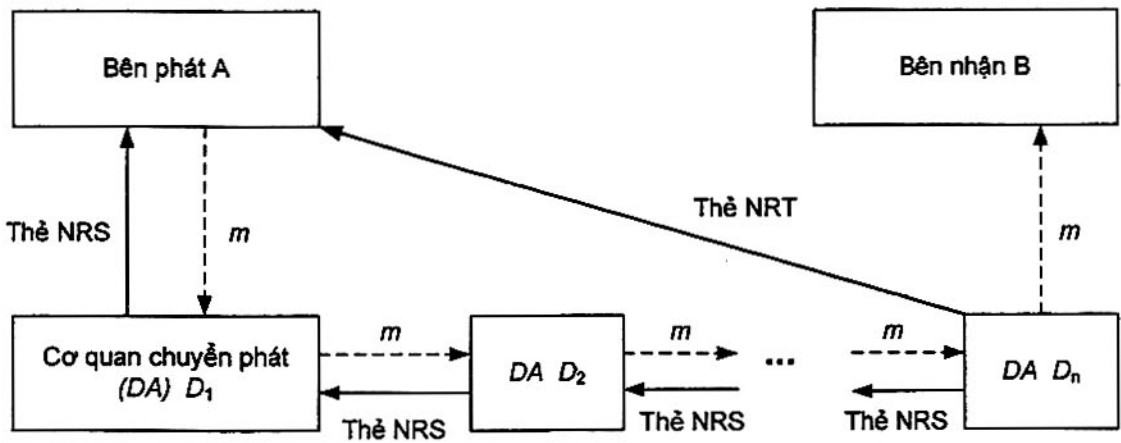 Bên phát A
Bên nhận B
Thẻ NRT
Thẻ NRS
m
m
Cơ quan chuyển phát
(DA) D1
m
DA D2
m
...
m
DA Dn
Thẻ NRS
Thẻ NRS
Thẻ NRS